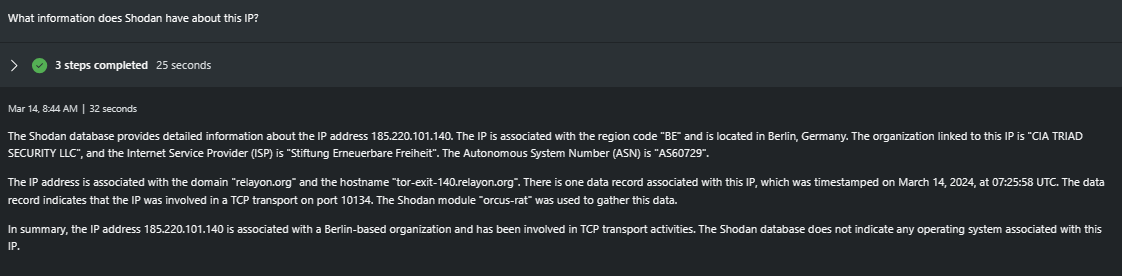 What information does Shodan have about this IP?
3 steps completed 25 seconds
Mar 14, 8:44 AM | 32 seconds
The Shodan database provides detailed information about the IP address 185.220.101.140. The IP is associated with the region code "BE" and is located in Berlin, Germany. The organization linked to this IP is "CIA TRIAD
SECURITY LLC", and the Internet Service Provider (ISP) is "Stiftung Erneuerbare Freiheit". The Autonomous System Number (ASN) is "AS60729".
The IP address is associated with the domain "relayon.org" and the hostname "tor-exit-140.relayon.org". There is one data record associated with this IP, which was timestamped on March 14, 2024, at 07:25:58 UTC. The data
record indicates that the IP was involved in a TCP transport on port 10134. The Shodan module "orcus-rat" was used to gather this data.
In summary, the IP address 185.220.101.140 is associated with a Berlin-based organization and has been involved in TCP transport activities. The Shodan database does not indicate any operating system associated with this
IP.